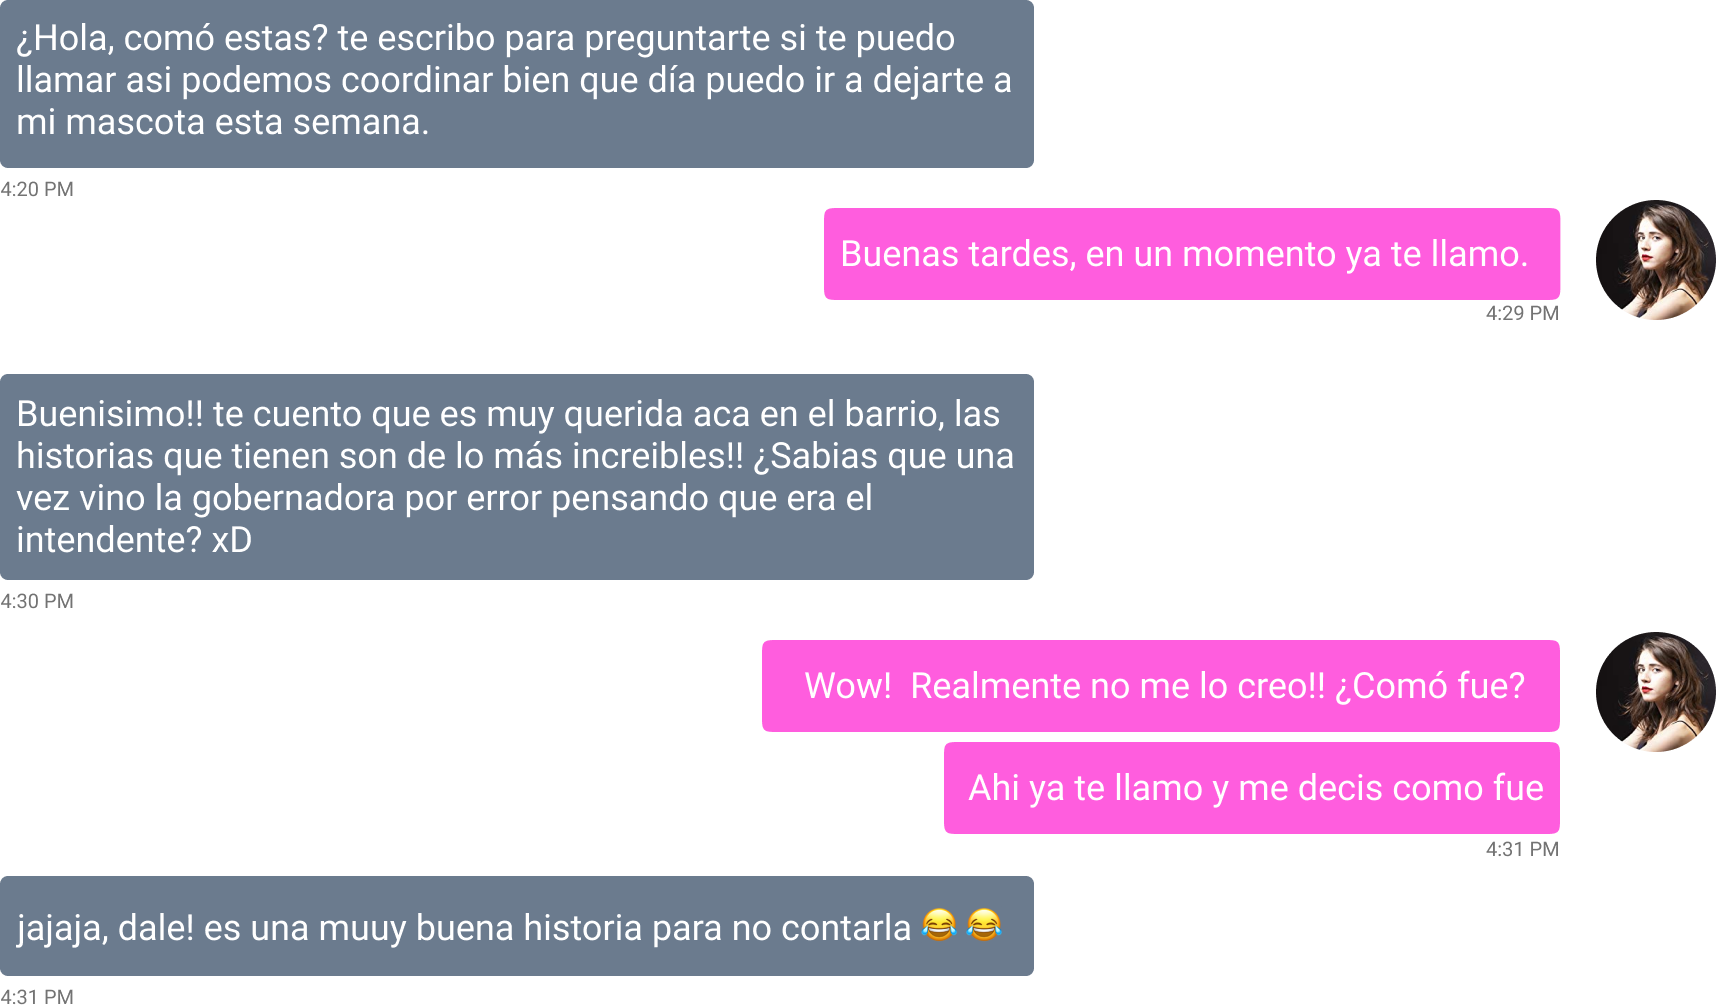 ¿Hola, comó estas? te escribo para preguntarte si te puedo
llamar asi podemos coordinar bien que día puedo ir a dejarte a
mi mascota esta semana.
4:20 PM
Buenas tardes, en un momento ya te llamo.
4:29 PM
Buenisimo!! te cuento que es muy querida aca en el barrio, las
historias que tienen son de lo más increibles!! ¿Sabias que una
vez vino la gobernadora por error pensando que era el
intendente? xD
4:30 PM
Wow!  Realmente no me lo creo!! ¿Comó fue?
Ahi ya te llamo y me decis como fue
4:31 PM
jajaja, dale! es una muuy buena historia para no contarla 😂 😂
4:31 PM